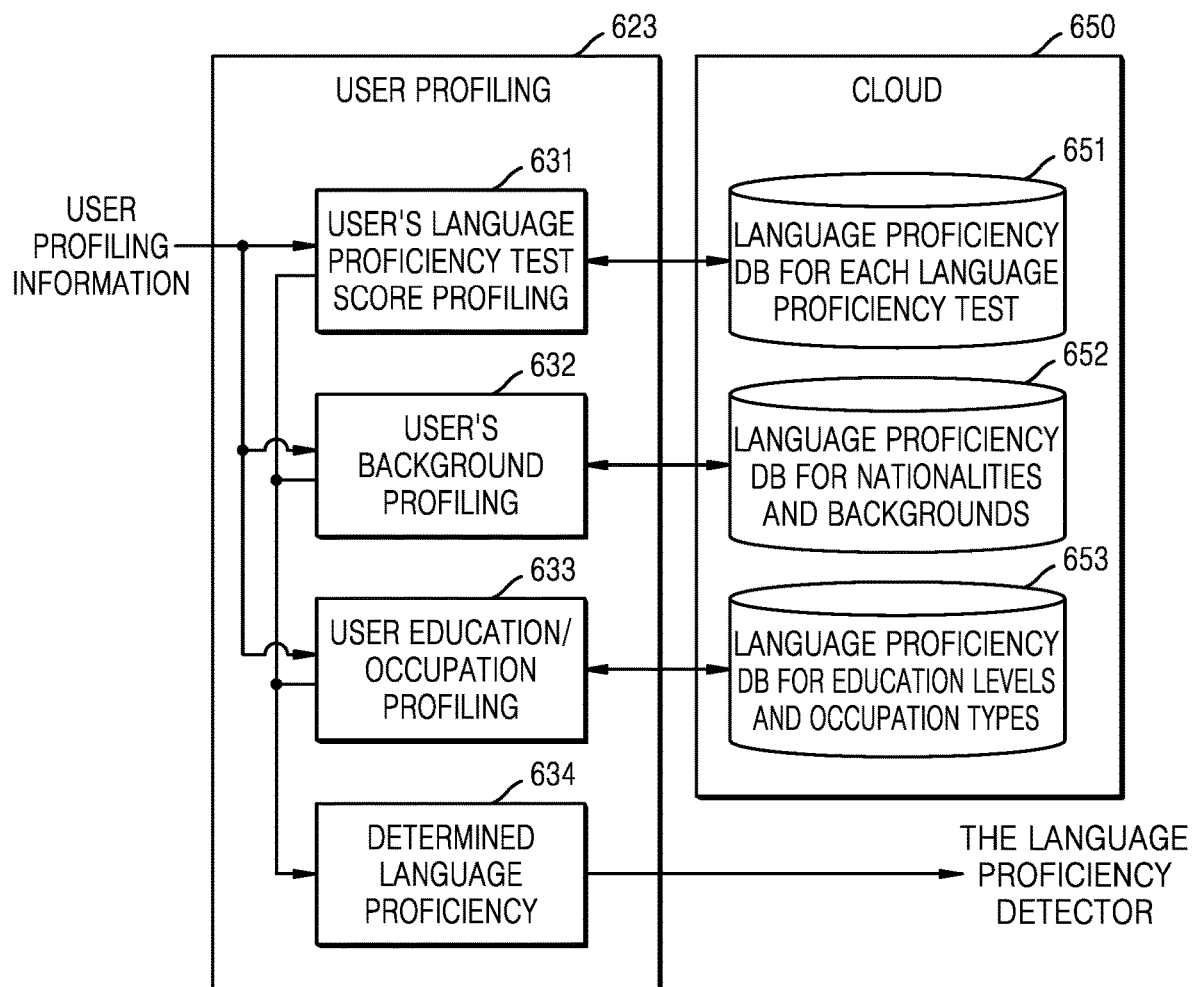 623
USER PROFILING
650
CLOUD
USER
PROFILING
INFORMATION
631
USER'S LANGUAGE
PROFICIENCY TEST
SCORE PROFILING
651
LANGUAGE PROFICIENCY
DB FOR EACH LANGUAGE
PROFICIENCY TEST
632
USER'S
BACKGROUND
PROFILING
652
LANGUAGE PROFICIENCY
DB FOR NATIONALITIES
AND BACKGROUNDS
633
USER EDUCATION/
OCCUPATION
PROFILING
653
LANGUAGE PROFICIENCY
DB FOR EDUCATION LEVELS
AND OCCUPATION TYPES
634
DETERMINED
LANGUAGE
PROFICIENCY
THE LANGUAGE
PROFICIENCY
DETECTOR